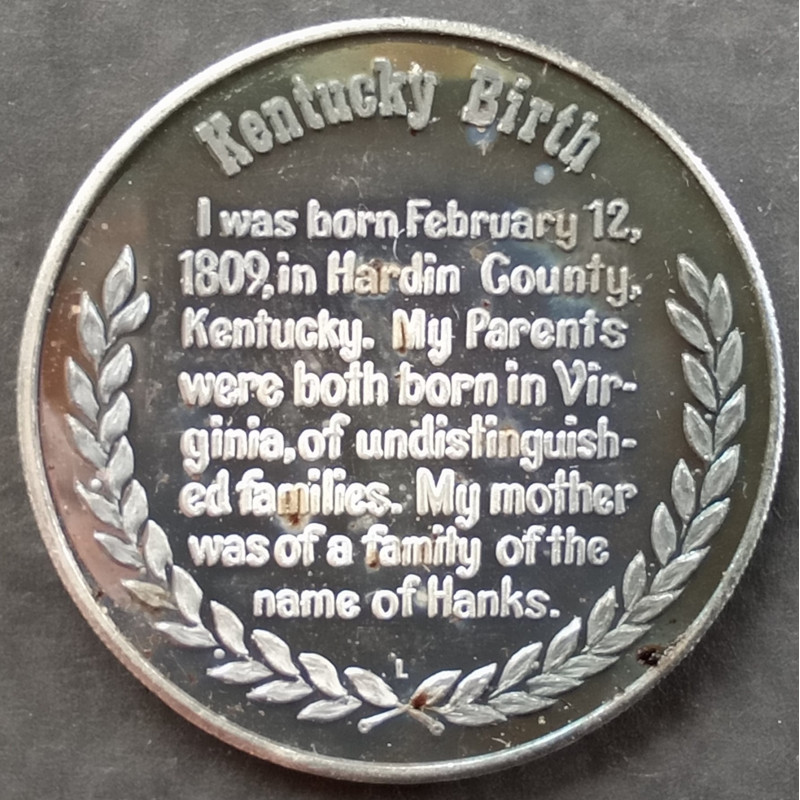 Kentucky Birth
I was born February 12,
1809, in Hardin County,
Kentucky. My Parents
were both born in Vir-
ginia, of undistinguish-
ed families. My mother
was of a family of the
name of Hanks.
L